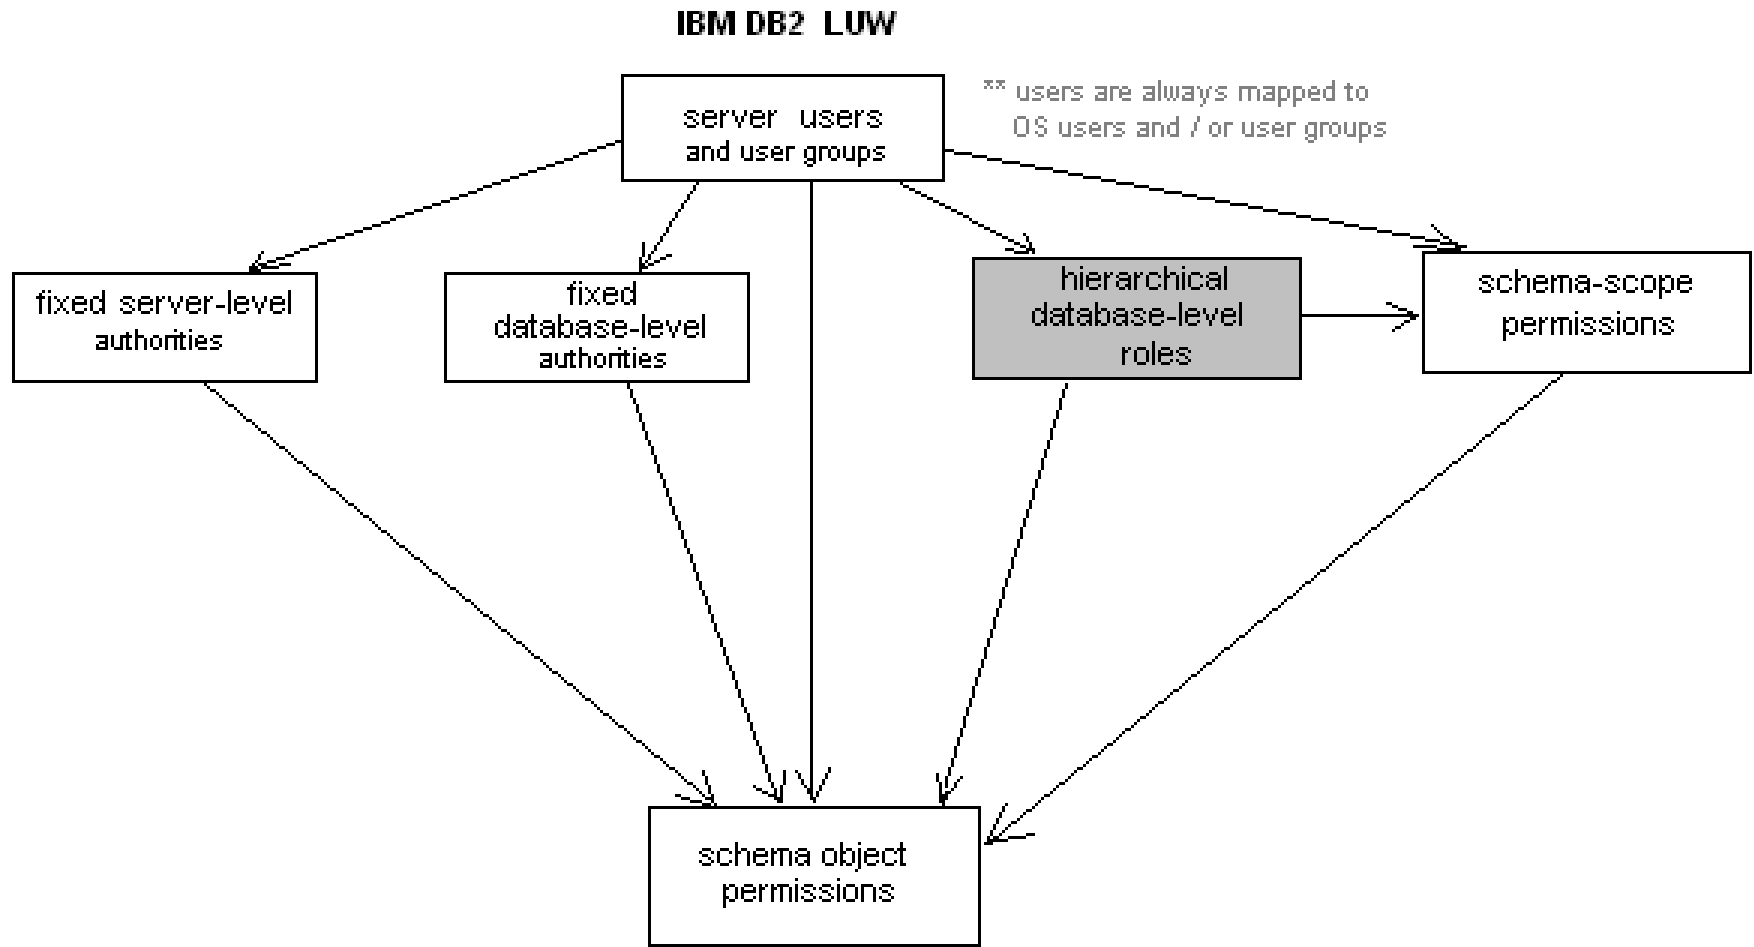 IBM DB2 LUW
server users
and user groups
** users are always mapped to
OS users and / or user groups
fixed server-level
authorities
fixed
database-level
authorities
hierarchical
database-level
roles
schema-scope
permissions
schema object
permissions